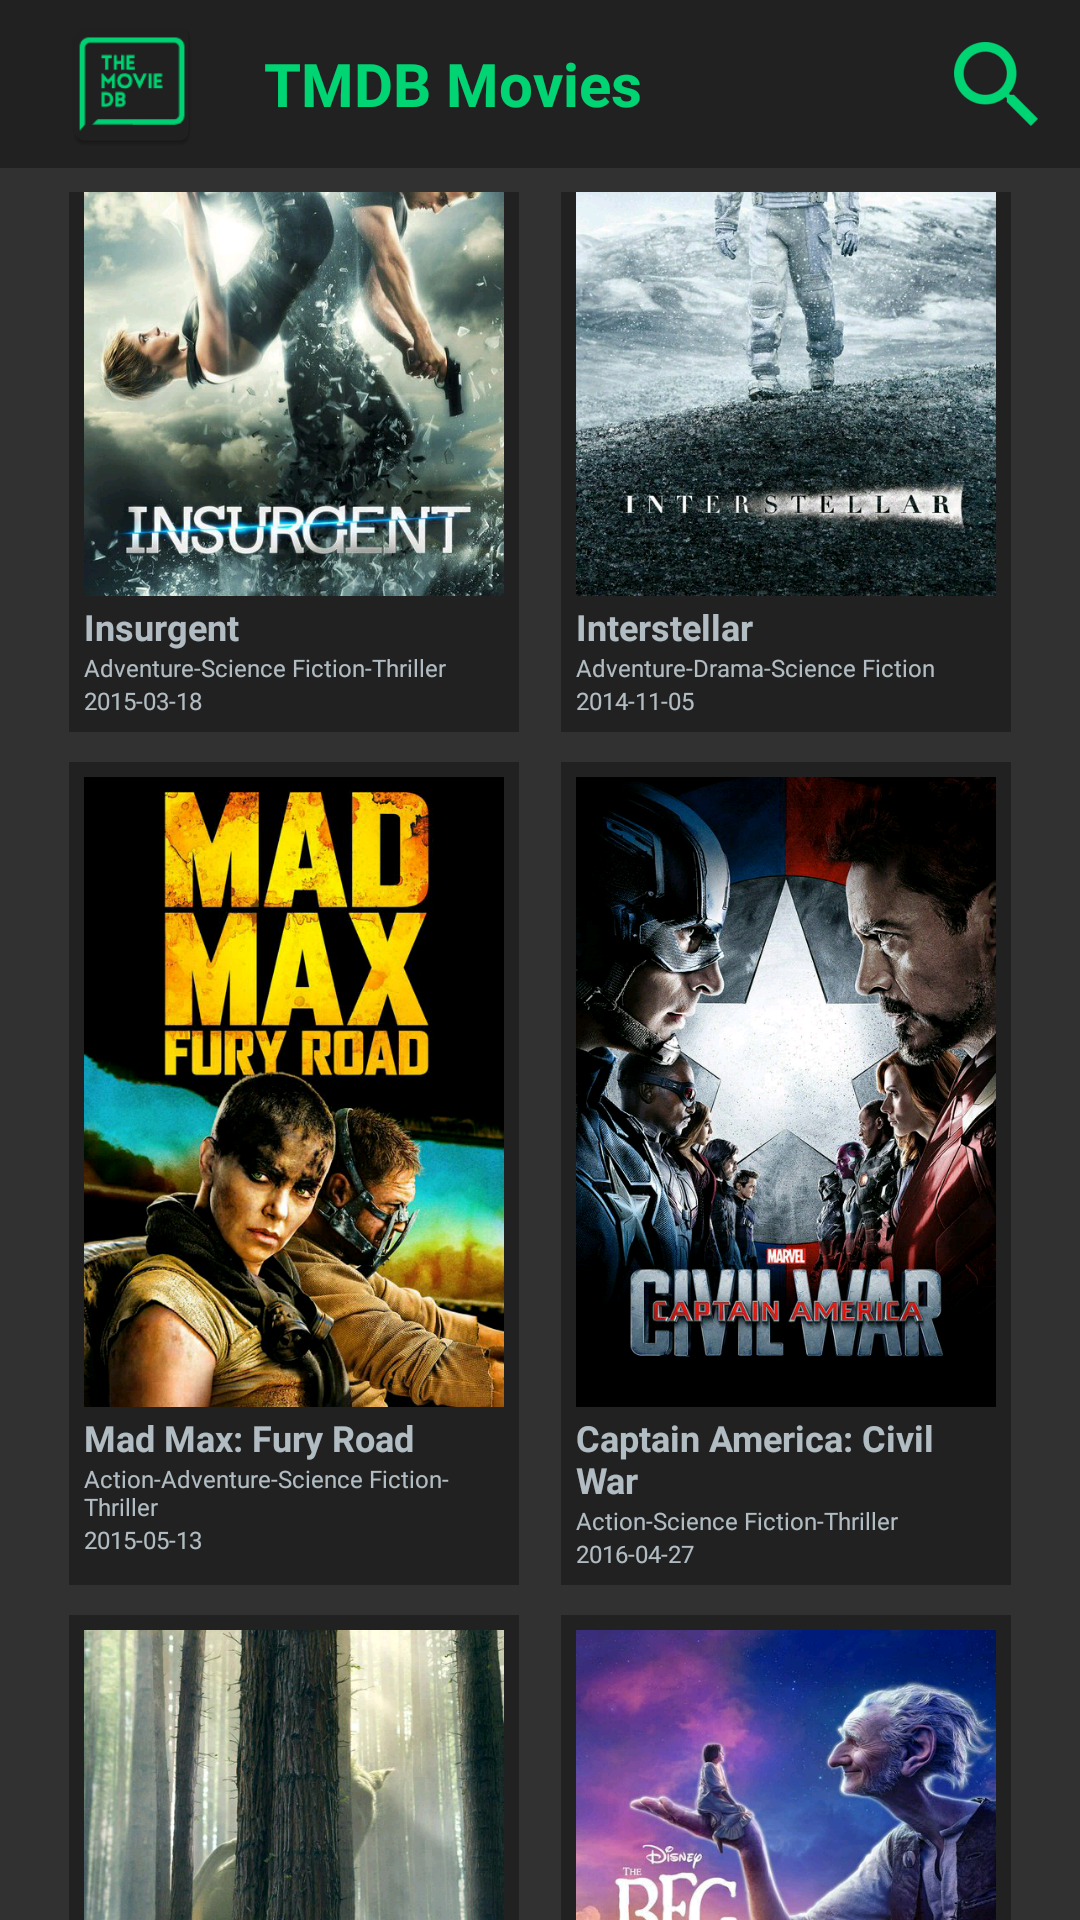 THE
MOVIE
DB
TMDB Movies
INSURGENT
INTERSTELLAR
Insurgent
Adventure-Science Fiction-Thriller
2015-03-18
Interstellar
Adventure-Drama-Science Fiction
2014-11-05
MAD
MAX
FURY ROAD
MARVEL
CIVIL WAR
CAPTAIN AMERICA
Mad Max: Fury Road
Action-Adventure-Science Fiction-
Thriller
2015-05-13
Captain America: Civil
War
Action-Science Fiction-Thriller
2016-04-27
DISNEY
THE
BFG